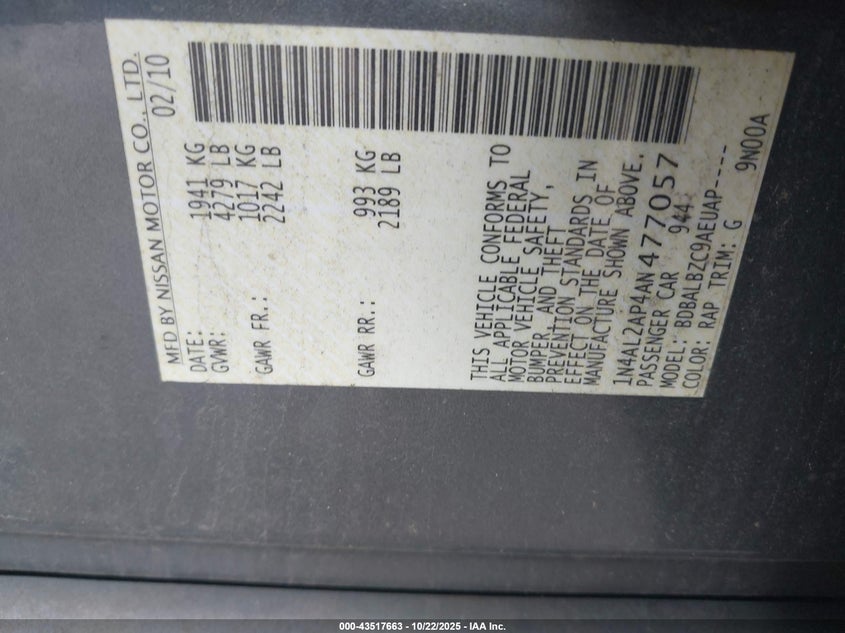 MFD BY NISSAN MOTOR CO., LTD.
DATE: 02/10
GVWR: 1941 KG
4279 LB
GAWR FR.: 1017 KG
2242 LB
GAWR RR.: 993 KG
2189 LB
THIS VEHICLE CONFORMS TO
ALL APPLICABLE FEDERAL
MOTOR VEHICLE SAFETY,
BUMPER, AND THEFT
PREVENTION STANDARDS IN
EFFECT ON THE DATE OF
MANUFACTURE SHOWN ABOVE.
1N4AL2AP4AN477057
PASSENGER CAR 944
MODEL: BDBALBZC9AEUAP----
COLOR: RAP TRIM: G 9N00A
000-43517663 - 10/22/2025 - IAA Inc.